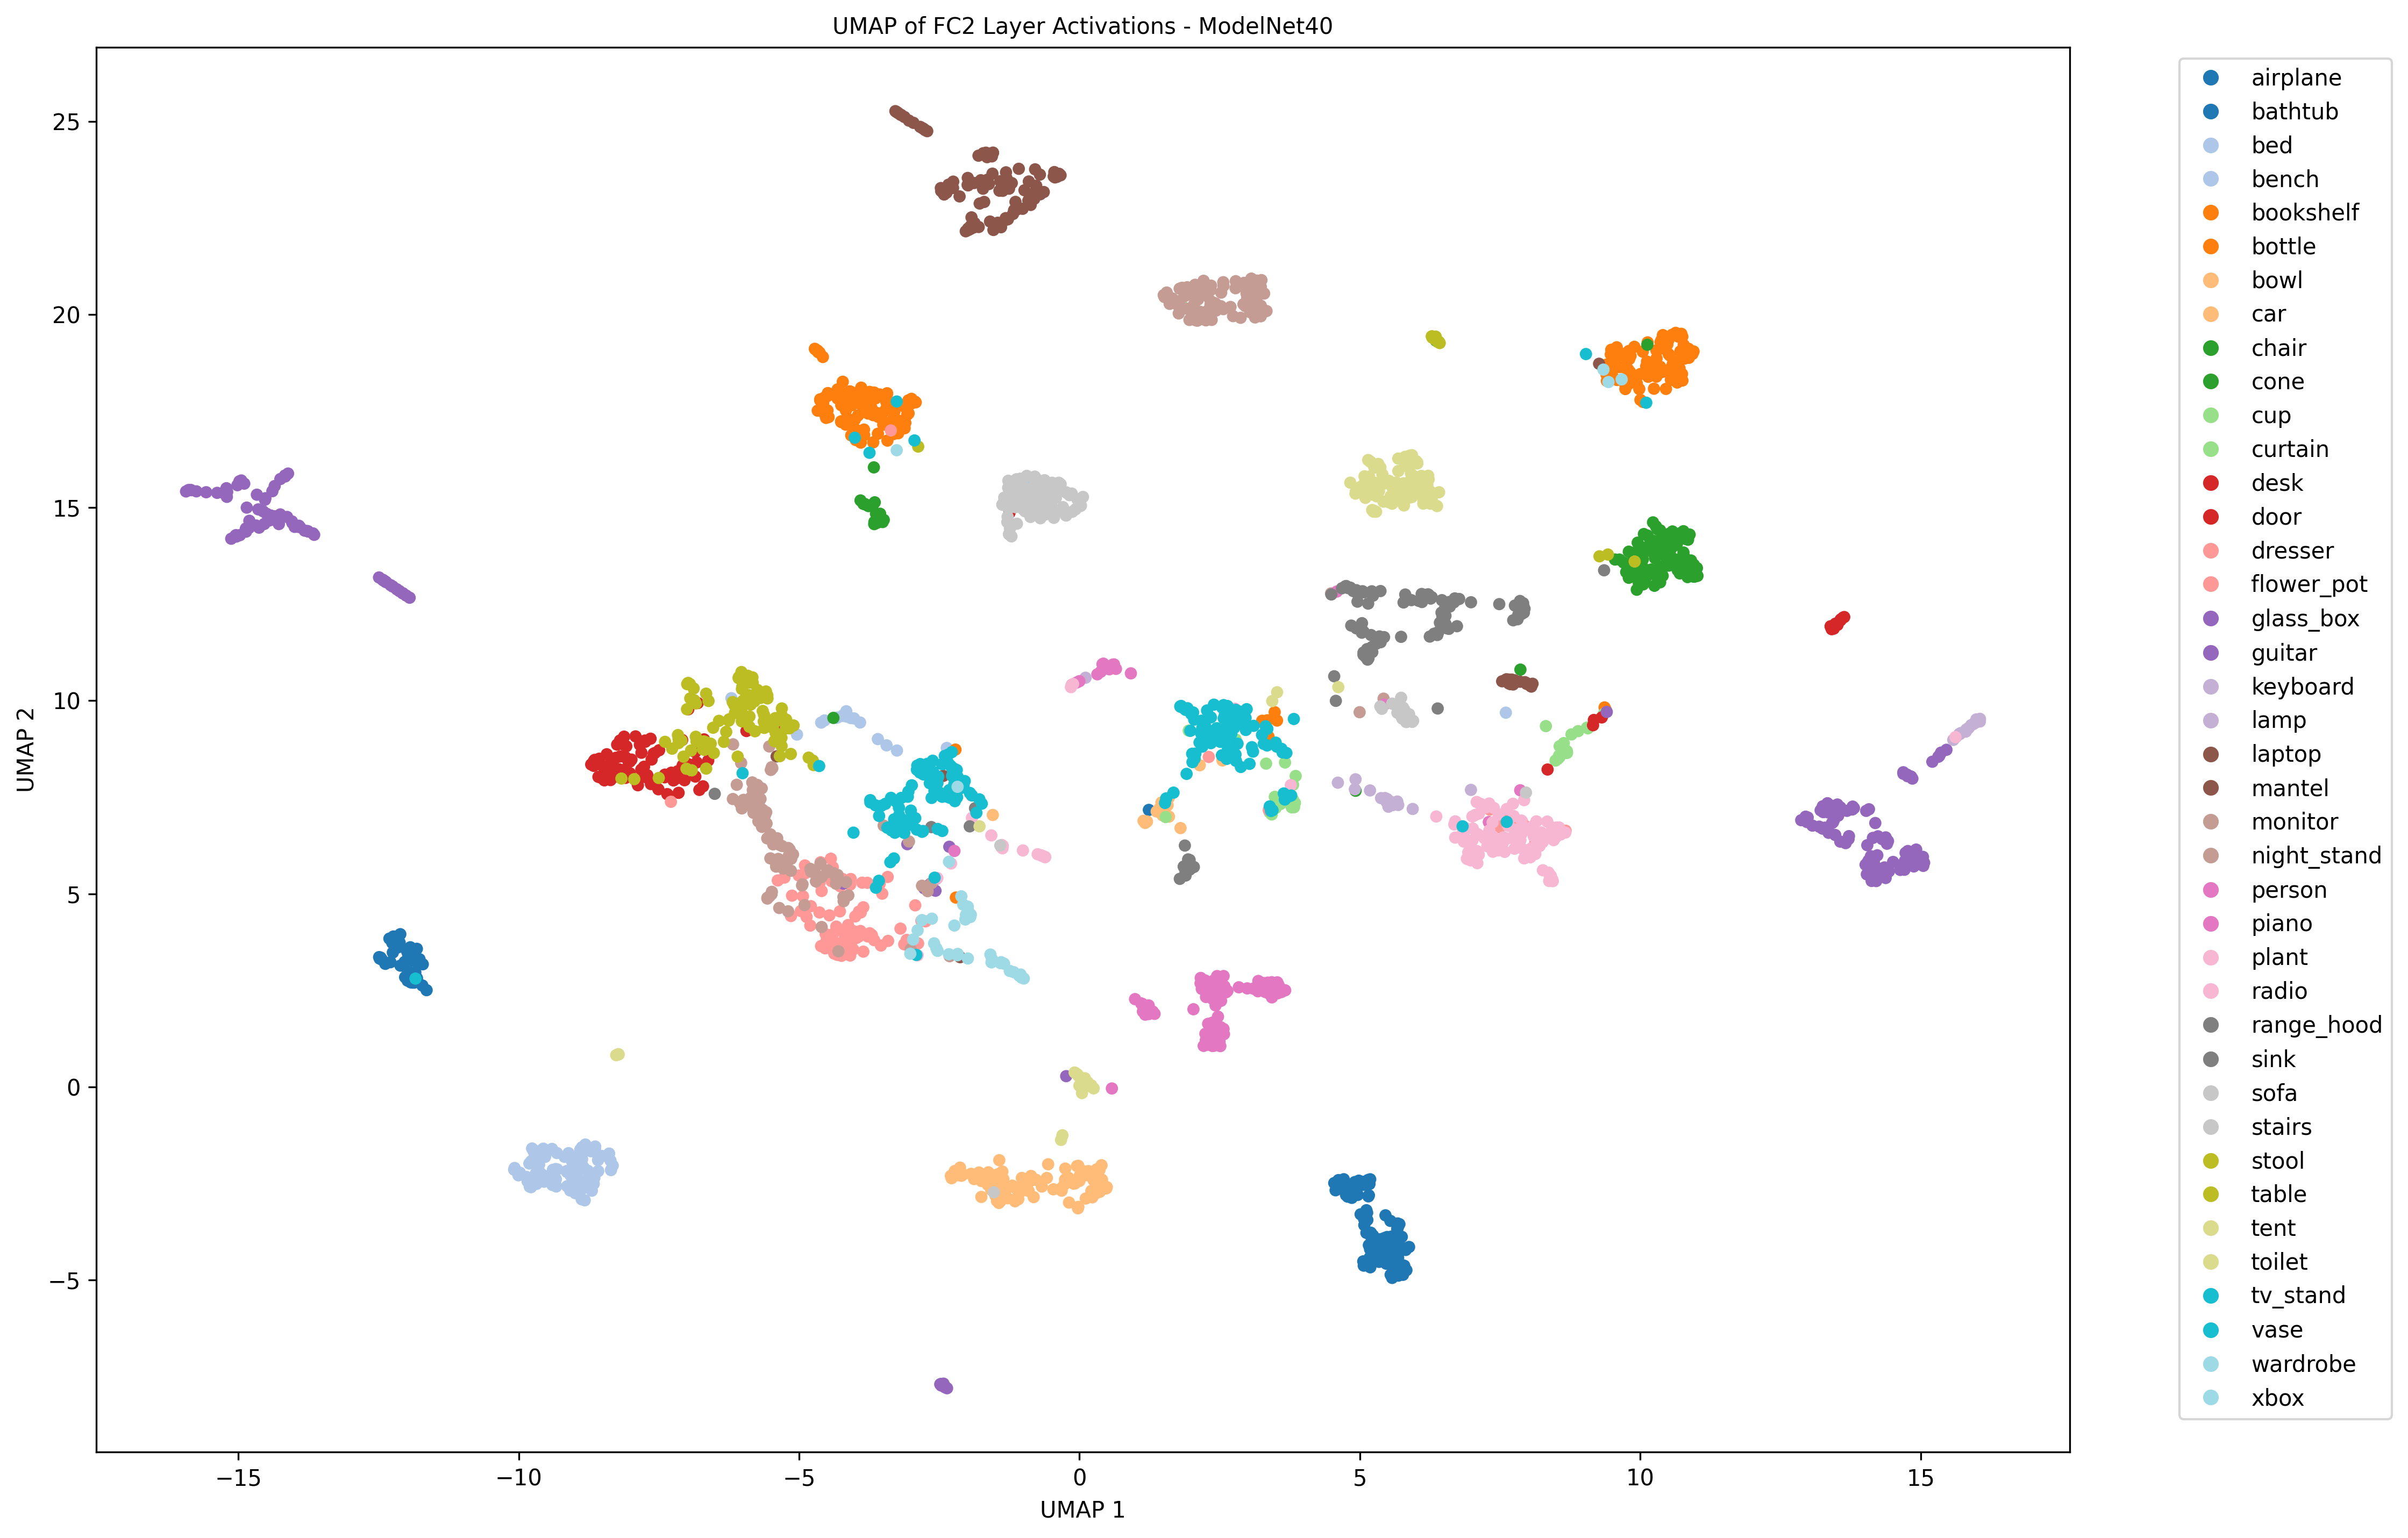 UMAP of FC2 Layer Activations - ModelNet40
25
20
15
10
5
0
−5
UMAP 2
−15
−10
−5
0
5
10
15
UMAP 1
airplane
bathtub
bed
bench
bookshelf
bottle
bowl
car
chair
cone
cup
curtain
desk
door
dresser
flower_pot
glass_box
guitar
keyboard
lamp
laptop
mantel
monitor
night_stand
person
piano
plant
radio
range_hood
sink
sofa
stairs
stool
table
tent
toilet
tv_stand
vase
wardrobe
xbox